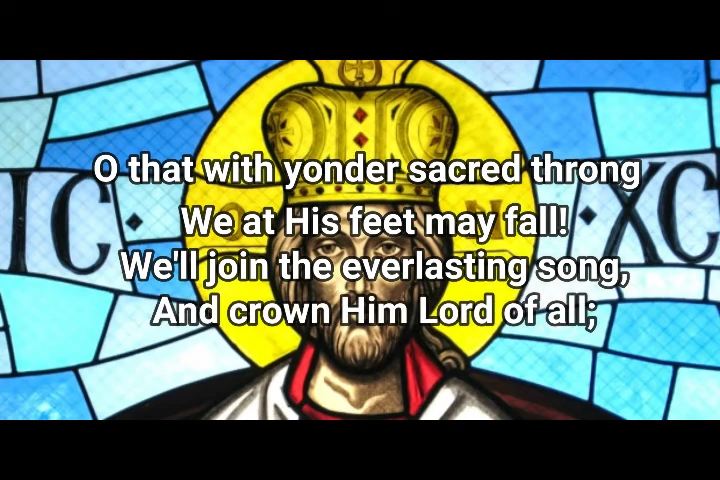 IC · XC
O that with yonder sacred throng
We at His feet may fall!
We'll join the everlasting song,
And crown Him Lord of all;
O N